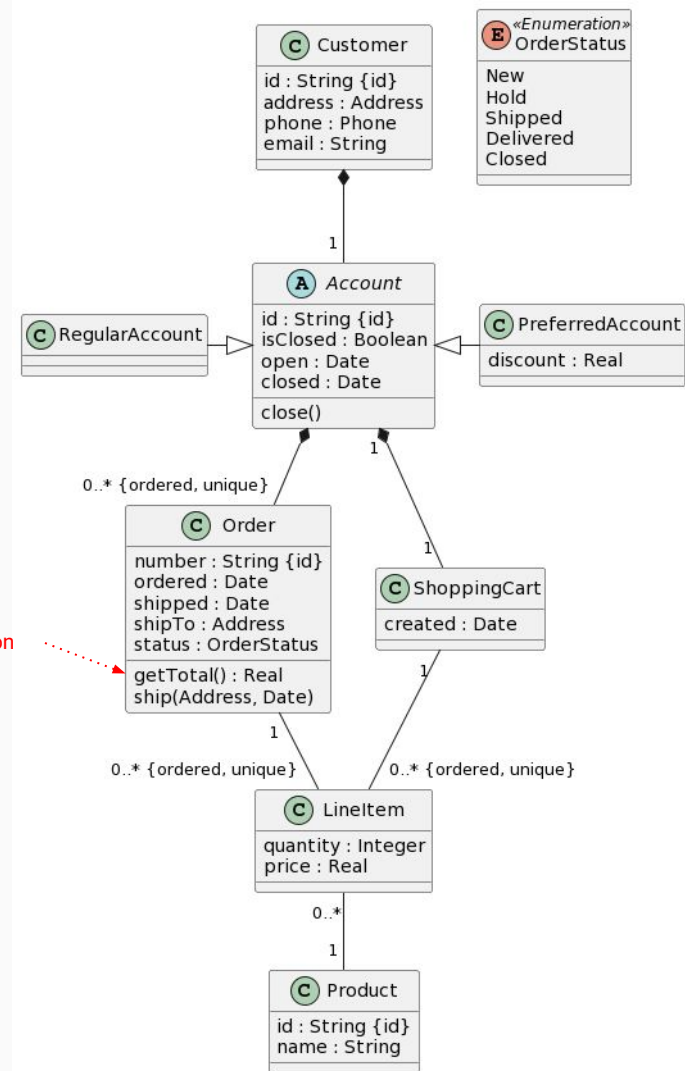 C Customer
id : String {id}
address : Address
phone : Phone
email : String
E «Enumeration»
OrderStatus
New
Hold
Shipped
Delivered
Closed
1
A Account
id : String {id}
isClosed : Boolean
open : Date
closed : Date
close()
C RegularAccount
C PreferredAccount
discount : Real
0..* {ordered, unique}
1
1
C Order
number : String {id}
ordered : Date
shipped : Date
shipTo : Address
status : OrderStatus
getTotal() : Real
ship(Address, Date)
on
C ShoppingCart
created : Date
1
0..* {ordered, unique}
1
0..* {ordered, unique}
C LineItem
quantity : Integer
price : Real
0..*
1
C Product
id : String {id}
name : String